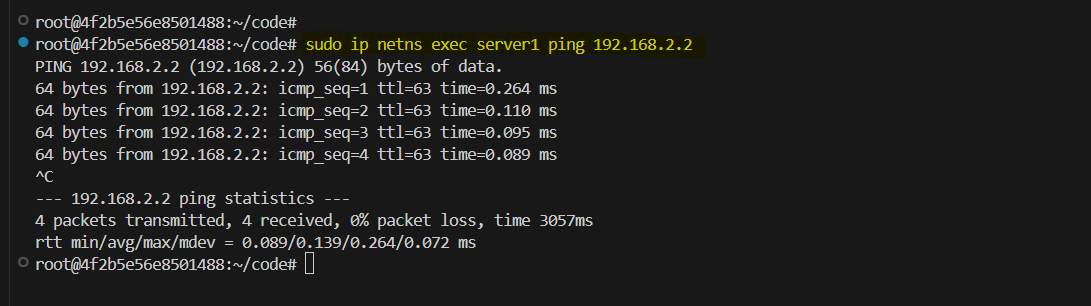 root@4f2b5e56e8501488:~/code#
root@4f2b5e56e8501488:~/code# sudo ip netns exec server1 ping 192.168.2.2
PING 192.168.2.2 (192.168.2.2) 56(84) bytes of data.
64 bytes from 192.168.2.2: icmp_seq=1 ttl=63 time=0.264 ms
64 bytes from 192.168.2.2: icmp_seq=2 ttl=63 time=0.110 ms
64 bytes from 192.168.2.2: icmp_seq=3 ttl=63 time=0.095 ms
64 bytes from 192.168.2.2: icmp_seq=4 ttl=63 time=0.089 ms
^C
--- 192.168.2.2 ping statistics ---
4 packets transmitted, 4 received, 0% packet loss, time 3057ms
rtt min/avg/max/mdev = 0.089/0.139/0.264/0.072 ms
root@4f2b5e56e8501488:~/code#